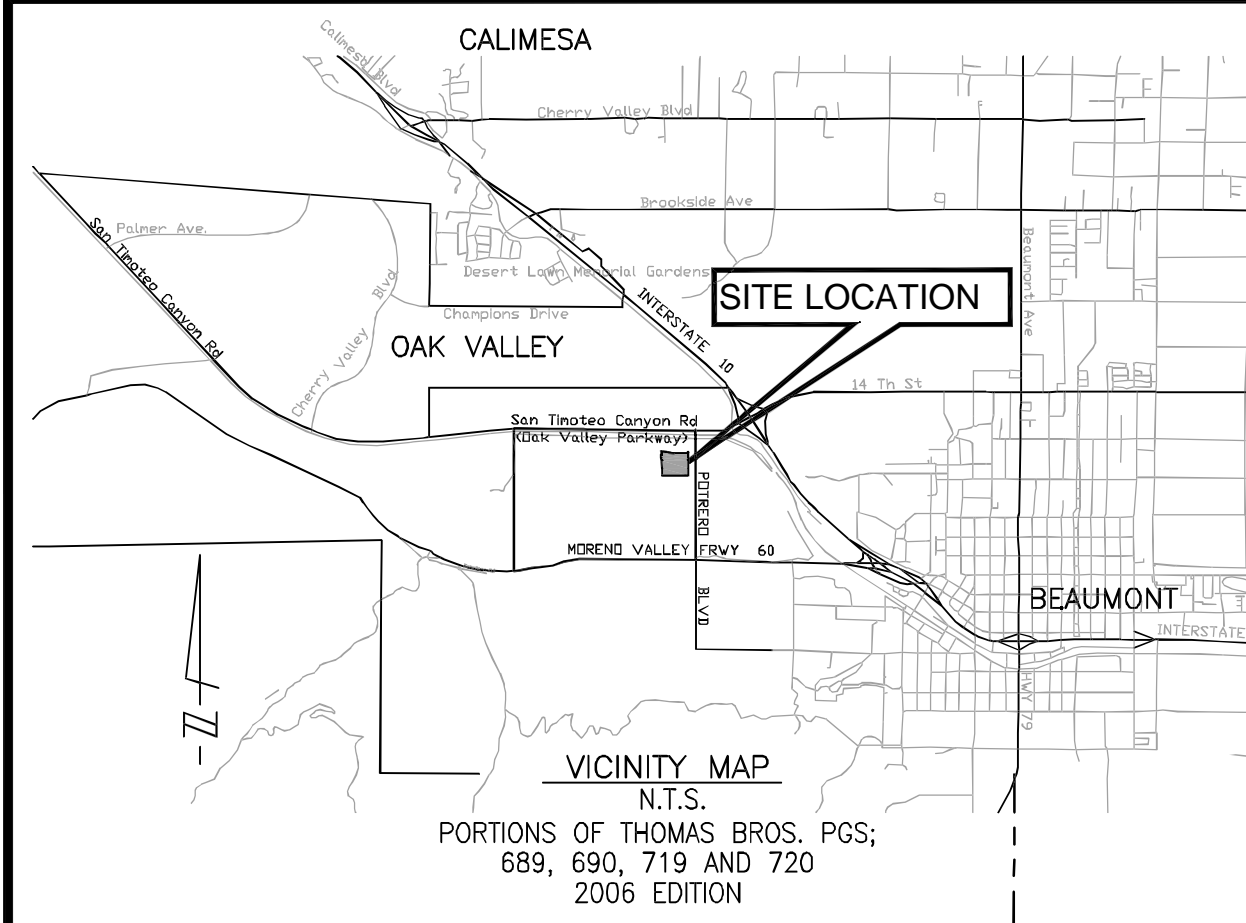 CALIMESA
Calimesa Blvd
Cherry Valley Blvd
Brookside Ave
San Timoteo Canyon Rd
Palmer Ave.
Beaumont Ave
Desert Lawn Memorial Gardens
SITE LOCATION
Cherry Valley Blvd
Champions Drive
INTERSTATE 10
OAK VALLEY
14 Th St
San Timoteo Canyon Rd
(Oak Valley Parkway)
POTRERO BLVD
MORENO VALLEY FRWY 60
BEAUMONT
INTERSTATE
HWY 79
N
VICINITY MAP
N.T.S.
PORTIONS OF THOMAS BROS. PGS;
689, 690, 719 AND 720
2006 EDITION